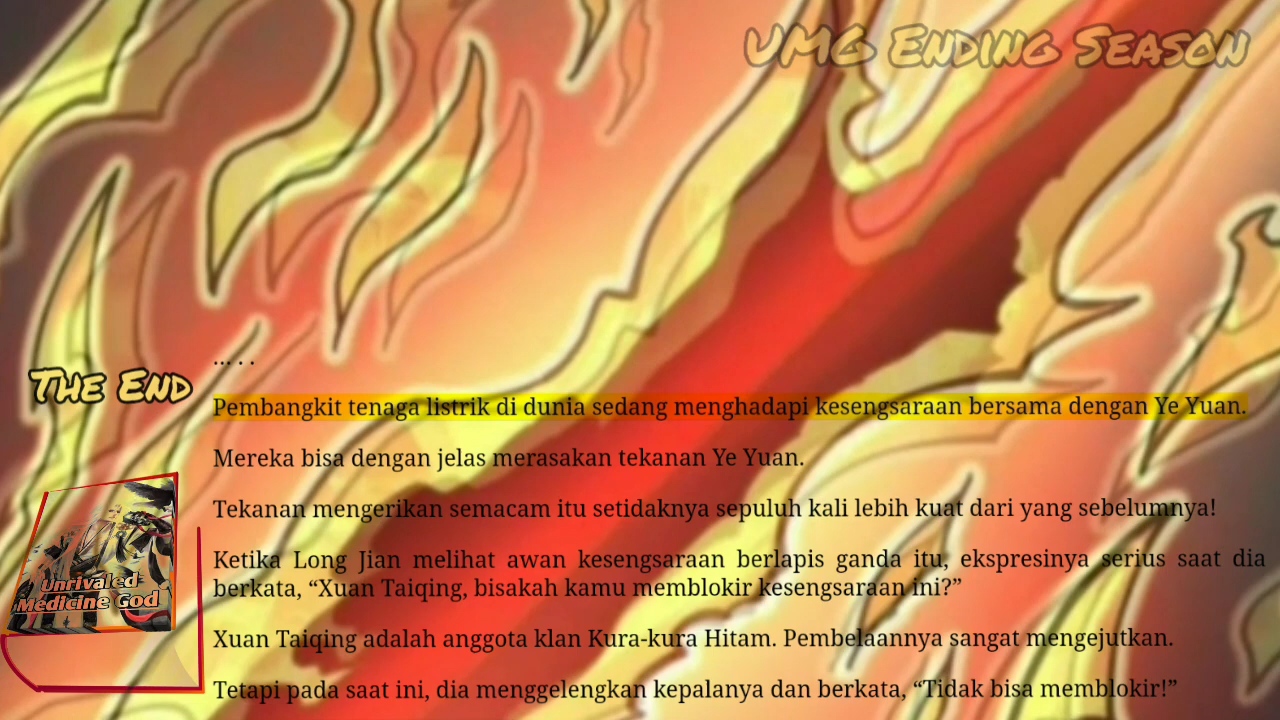 UMG Ending Season
... . .
The End
Pembangkit tenaga listrik di dunia sedang menghadapi kesengsaraan bersama dengan Ye Yuan.
Mereka bisa dengan jelas merasakan tekanan Ye Yuan.
Tekanan mengerikan semacam itu setidaknya sepuluh kali lebih kuat dari yang sebelumnya!
Ketika Long Jian melihat awan kesengsaraan berlapis ganda itu, ekspresinya serius saat dia
berkata, “Xuan Taiqing, bisakah kamu memblokir kesengsaraan ini?”
Unrivaled
Medicine God
Xuan Taiqing adalah anggota klan Kura-kura Hitam. Pembelaannya sangat mengejutkan.
Tetapi pada saat ini, dia menggelengkan kepalanya dan berkata, “Tidak bisa memblokir!”